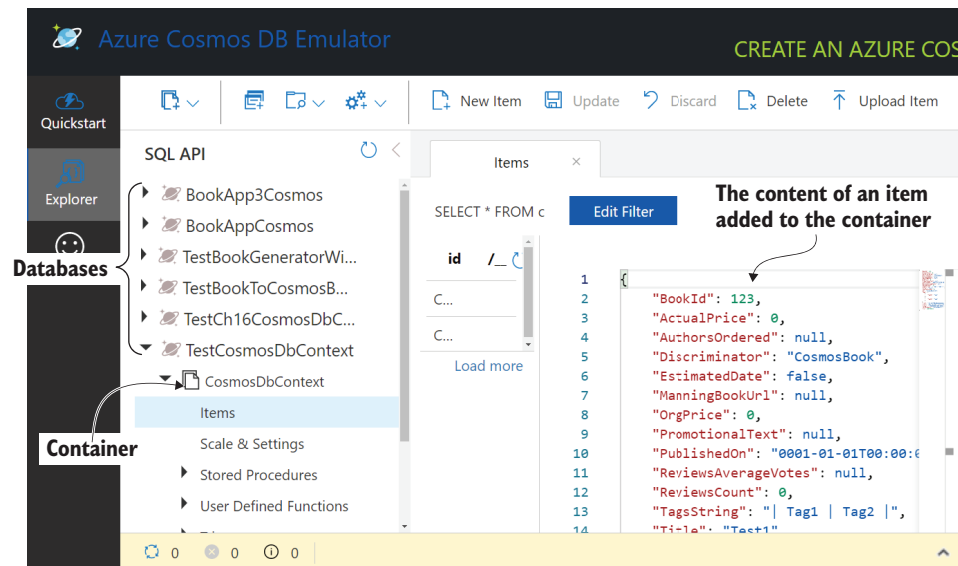 Azure Cosmos DB Emulator
CREATE AN AZURE COS
Quickstart
New Item
Update
Discard
Delete
Upload Item
SQL API
Items
Explorer
BookApp3Cosmos
BookAppCosmos
TestBookGeneratorWi...
TestBookToCosmosB...
TestCh16CosmosDbC...
TestCosmosDbContext
CosmosDbContext
Items
Scale & Settings
Stored Procedures
User Defined Functions
Databases
Container
SELECT * FROM c
Edit Filter
The content of an item
added to the container
id /_
C...
C...
Load more
1 {
2 "BookId": 123,
3 "ActualPrice": 0,
4 "AuthorsOrdered": null,
5 "Discriminator": "CosmosBook",
6 "EstimatedDate": false,
7 "ManningBookUrl": null,
8 "OrgPrice": 0,
9 "PromotionalText": null,
10 "PublishedOn": "0001-01-01T00:00:
11 "ReviewsAverageVotes": null,
12 "ReviewsCount": 0,
13 "TagsString": "| Tag1 | Tag2 |",
14 "Title": "Test1"
0 0 0